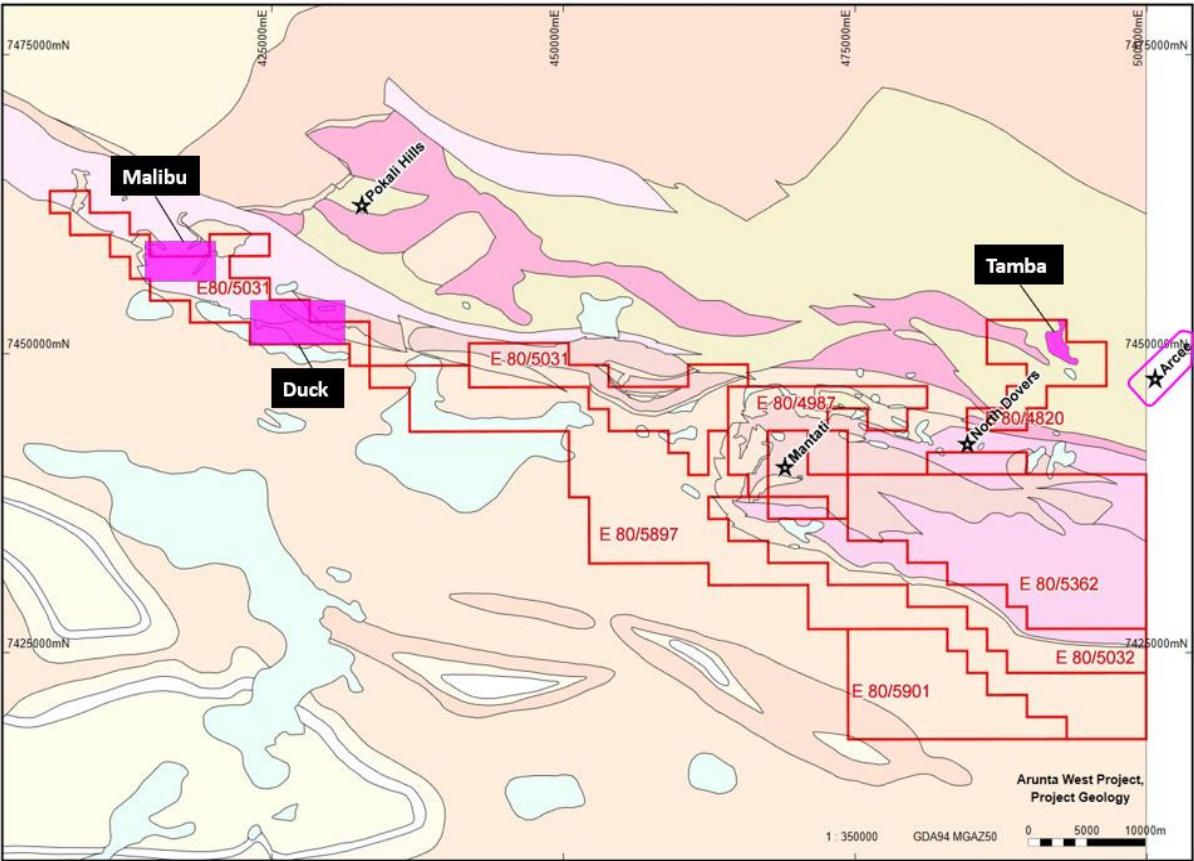 425000mE
450000mE
475000mE
500000mE
7475000mN
7475000mN
Pokali Hills
Malibu
Tamba
E80/5031
7450000mN
7450000mN
Arcee
E 80/5031
Duck
E 80/4987
North Dovers
80/4820
Mantati
E 80/5897
E 80/5362
7425000mN
7425000mN
E 80/5032
E 80/5901
Arunta West Project,
Project Geology
1 : 350000 GDA94 MGAZ50 0 5000 10000m